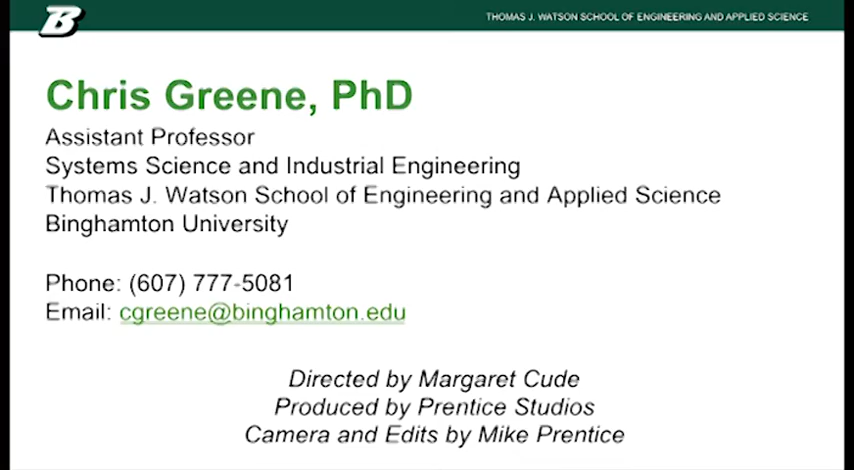 B
THOMAS J. WATSON SCHOOL OF ENGINEERING AND APPLIED SCIENCE
Chris Greene, PhD
Assistant Professor
Systems Science and Industrial Engineering
Thomas J. Watson School of Engineering and Applied Science
Binghamton University
Phone: (607) 777-5081
Email: cgreene@binghamton.edu
Directed by Margaret Cude
Produced by Prentice Studios
Camera and Edits by Mike Prentice